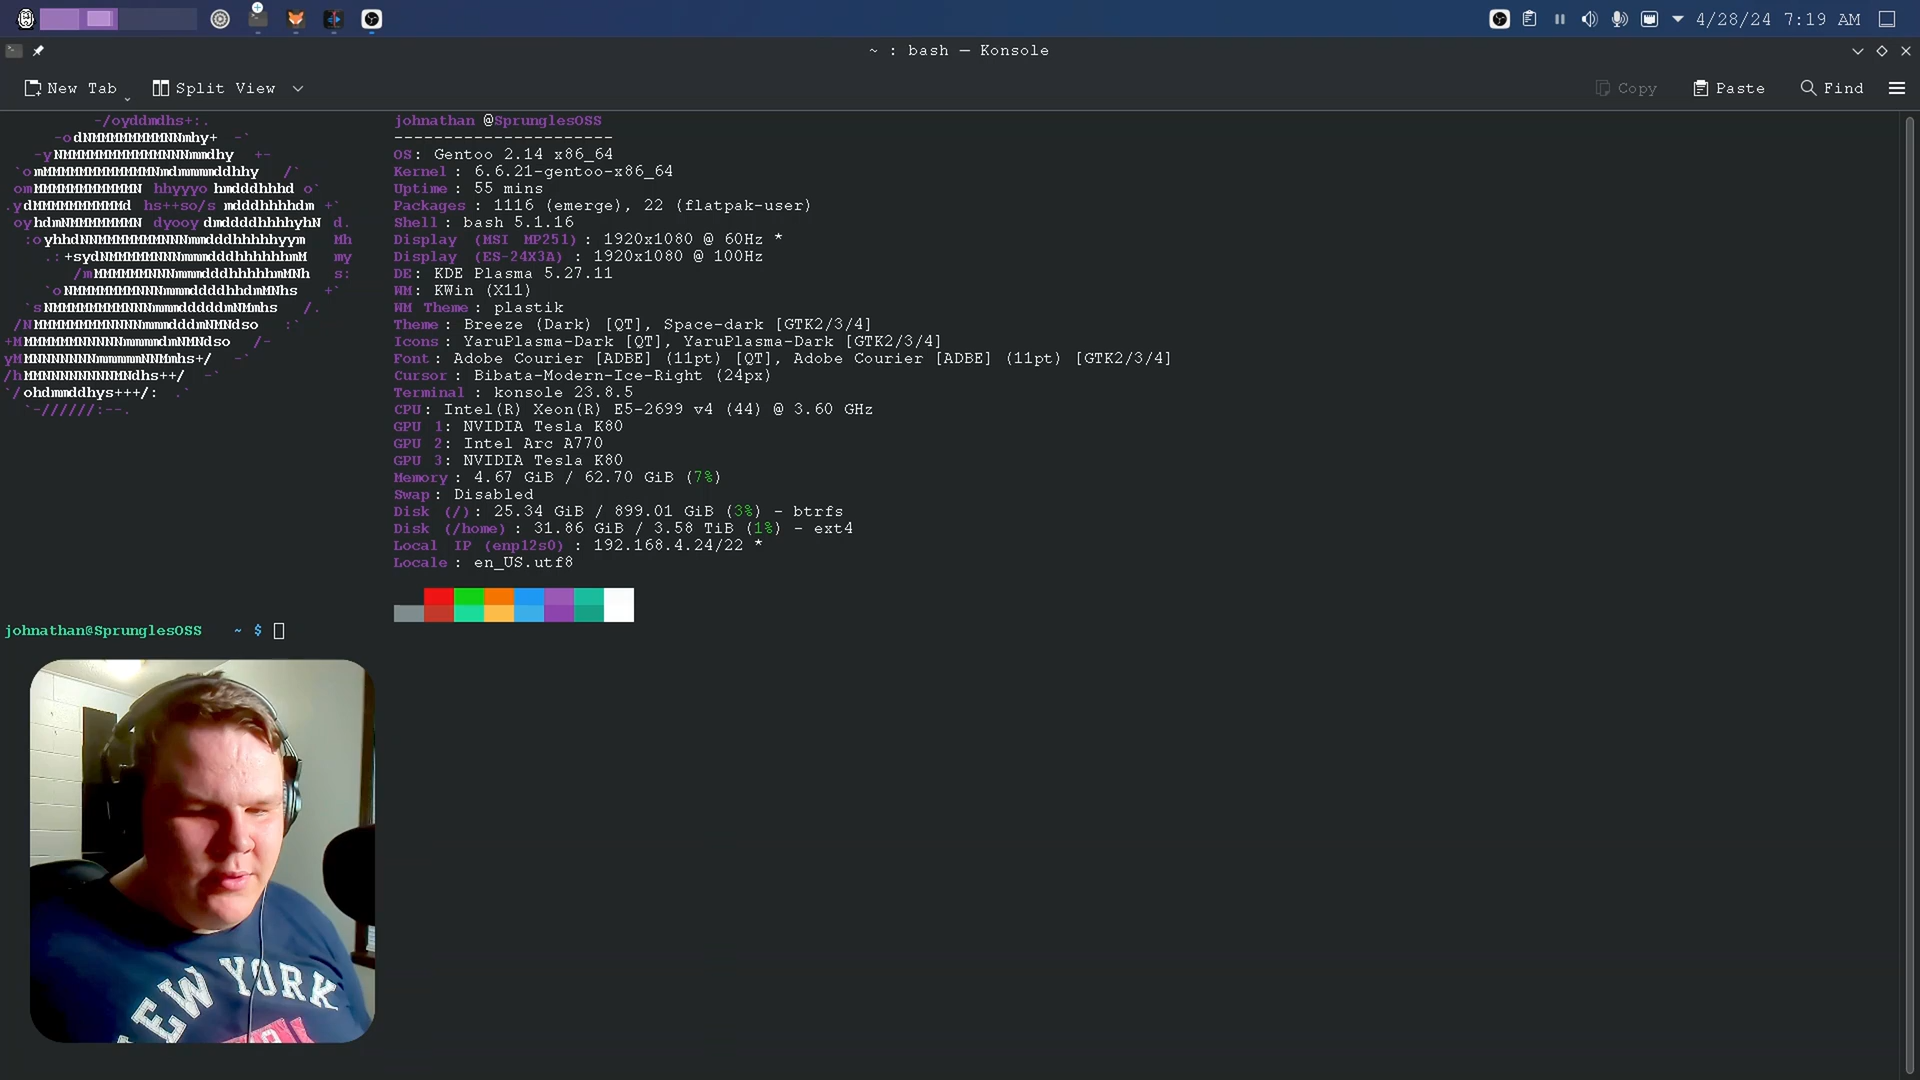 4/28/24 7:19 AM
~ : bash — Konsole
New Tab
Split View
Copy
Paste
Find
johnathan @SprunglesOSS
---------------------
OS: Gentoo 2.14 x86_64
Kernel : 6.6.21-gentoo-x86_64
Uptime : 55 mins
Packages : 1116 (emerge), 22 (flatpak-user)
Shell : bash 5.1.16
Display (MSI MP251) : 1920x1080 @ 60Hz *
Display (ES-24X3A) : 1920x1080 @ 100Hz
DE: KDE Plasma 5.27.11
WM: KWin (X11)
WM Theme : plastik
Theme : Breeze (Dark) [QT], Space-dark [GTK2/3/4]
Icons : YaruPlasma-Dark [QT], YaruPlasma-Dark [GTK2/3/4]
Font : Adobe Courier [ADBE] (11pt) [QT], Adobe Courier [ADBE] (11pt) [GTK2/3/4]
Cursor : Bibata-Modern-Ice-Right (24px)
Terminal : konsole 23.8.5
CPU: Intel(R) Xeon(R) E5-2699 v4 (44) @ 3.60 GHz
GPU 1: NVIDIA Tesla K80
GPU 2: Intel Arc A770
GPU 3: NVIDIA Tesla K80
Memory : 4.67 GiB / 62.70 GiB (7%)
Swap : Disabled
Disk (/) : 25.34 GiB / 899.01 GiB (3%) - btrfs
Disk (/home) : 31.86 GiB / 3.58 TiB (1%) - ext4
Local IP (enp12s0) : 192.168.4.24/22 *
Locale : en_US.utf8
johnathan@SprunglesOSS ~ $
NEW YORK